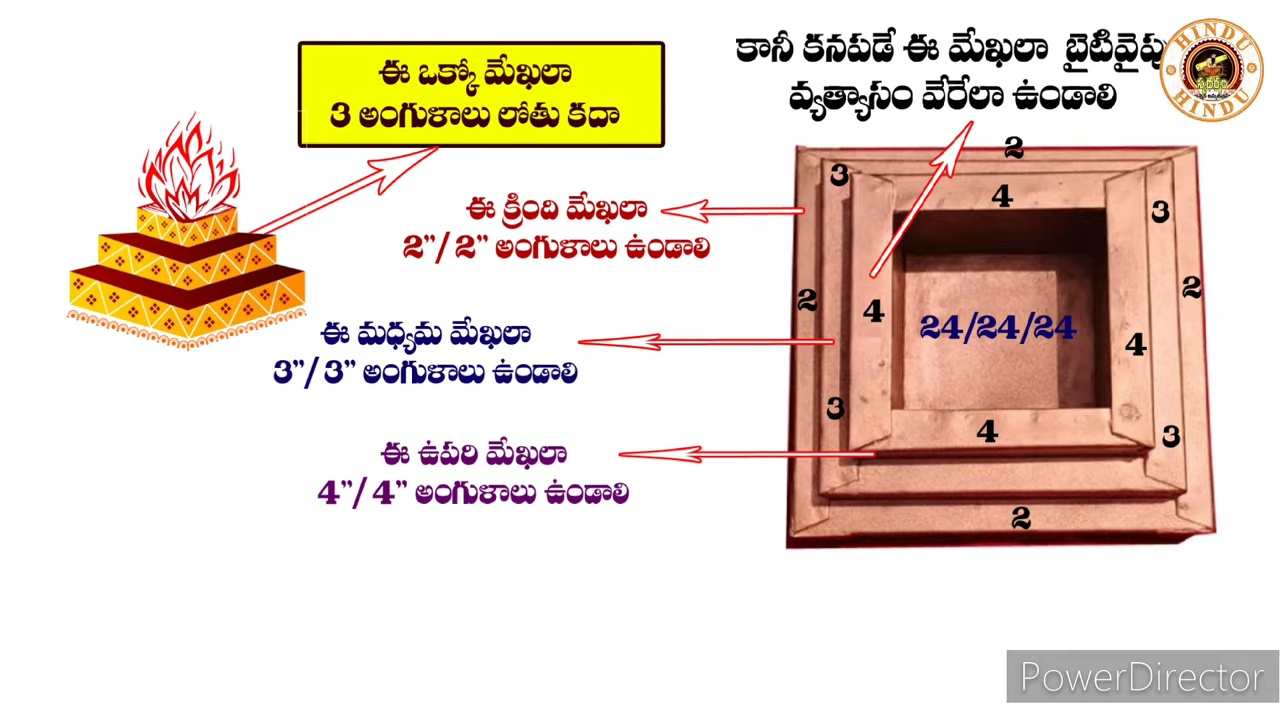 ఈ ఒక్కో మేఖలా
3 అంగుళాలు లోతు కదా
కానీ కనపడే ఈ మేఖలా బైటివైపు
వ్యత్యాసం వేరేలా ఉండాలి
HINDU
HINDU
ఈ క్రింది మేఖలా
2”/ 2” అంగుళాలు ఉండాలి
ఈ మధ్యమ మేఖలా
3”/ 3” అంగుళాలు ఉండాలి
ఈ ఉపరి మేఖలా
4”/ 4” అంగుళాలు ఉండాలి
2
3
4
3
2
2
4
24/24/24
4
3
4
3
2
PowerDirector